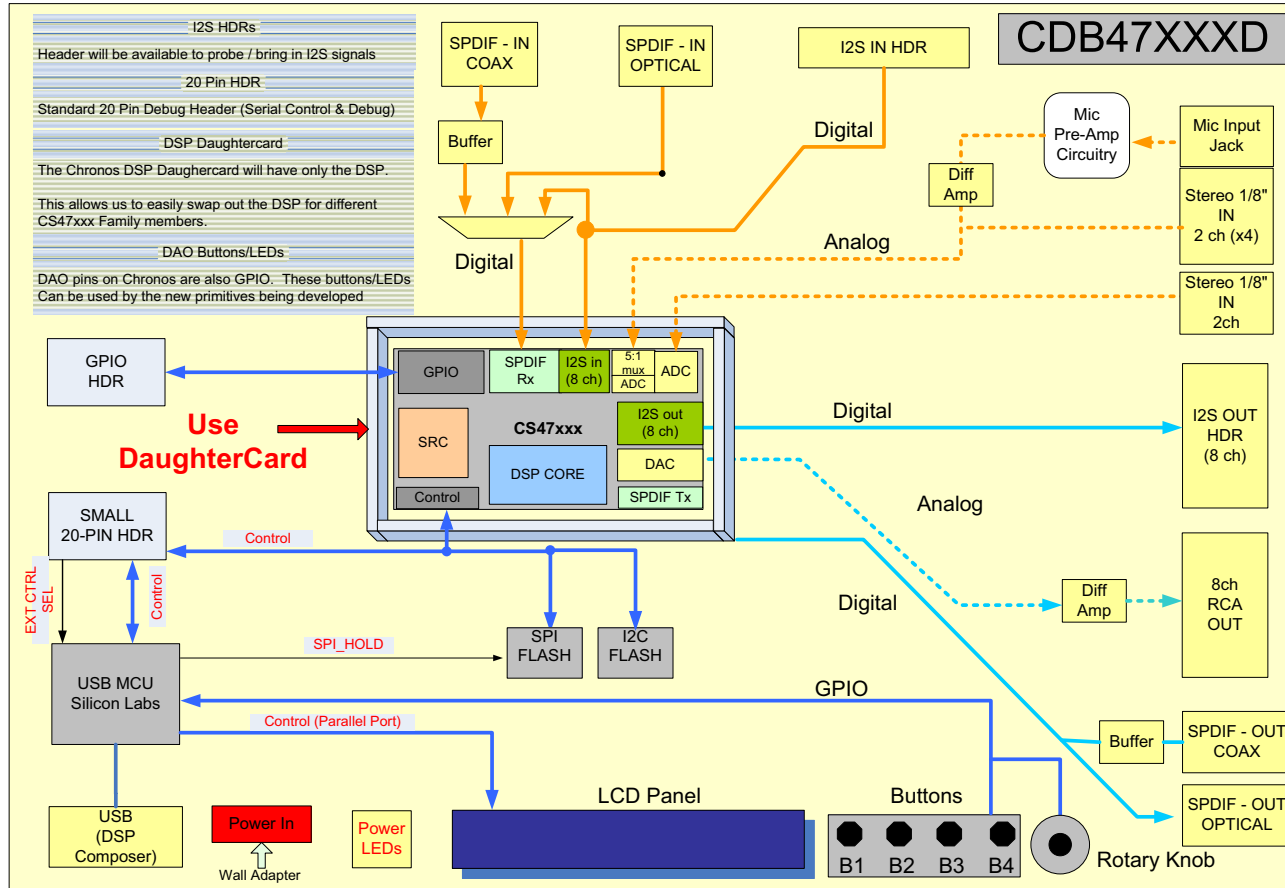 I2S HDRs
Header will be available to probe / bring in I2S signals
20 Pin HDR
Standard 20 Pin Debug Header (Serial Control & Debug)
DSP Daughtercard
The Chronos DSP Daughercard will have only the DSP.
This allows us to easily swap out the DSP for different
CS47xxx Family members.
DAO Buttons/LEDs
DAO pins on Chronos are also GPIO. These buttons/LEDs
Can be used by the new primitives being developed
SPDIF - IN
COAX
SPDIF - IN
OPTICAL
I2S IN HDR
CDB47XXXD
Buffer
Digital
Mic
Pre-Amp
Circuitry
Mic Input
Jack
Diff
Amp
Stereo 1/8"
IN
2 ch (x4)
Digital
Analog
Stereo 1/8"
IN
2ch
GPIO
HDR
GPIO
SPDIF
Rx
I2S in
(8 ch)
5:1
mux
ADC
ADC
Use
DaughterCard
SRC
CS47xxx
I2S out
(8 ch)
DSP CORE
DAC
Control
SPDIF Tx
Digital
I2S OUT
HDR
(8 ch)
Analog
SMALL
20-PIN HDR
Control
EXT CTRL
SEL
Control
Digital
Diff
Amp
8ch
RCA
OUT
SPI_HOLD
SPI
FLASH
I2C
FLASH
USB MCU
Silicon Labs
GPIO
Control (Parallel Port)
Buffer
SPDIF - OUT
COAX
SPDIF - OUT
OPTICAL
USB
(DSP
Composer)
Power In
Wall Adapter
Power
LEDs
LCD Panel
Buttons
B1
B2
B3
B4
Rotary Knob